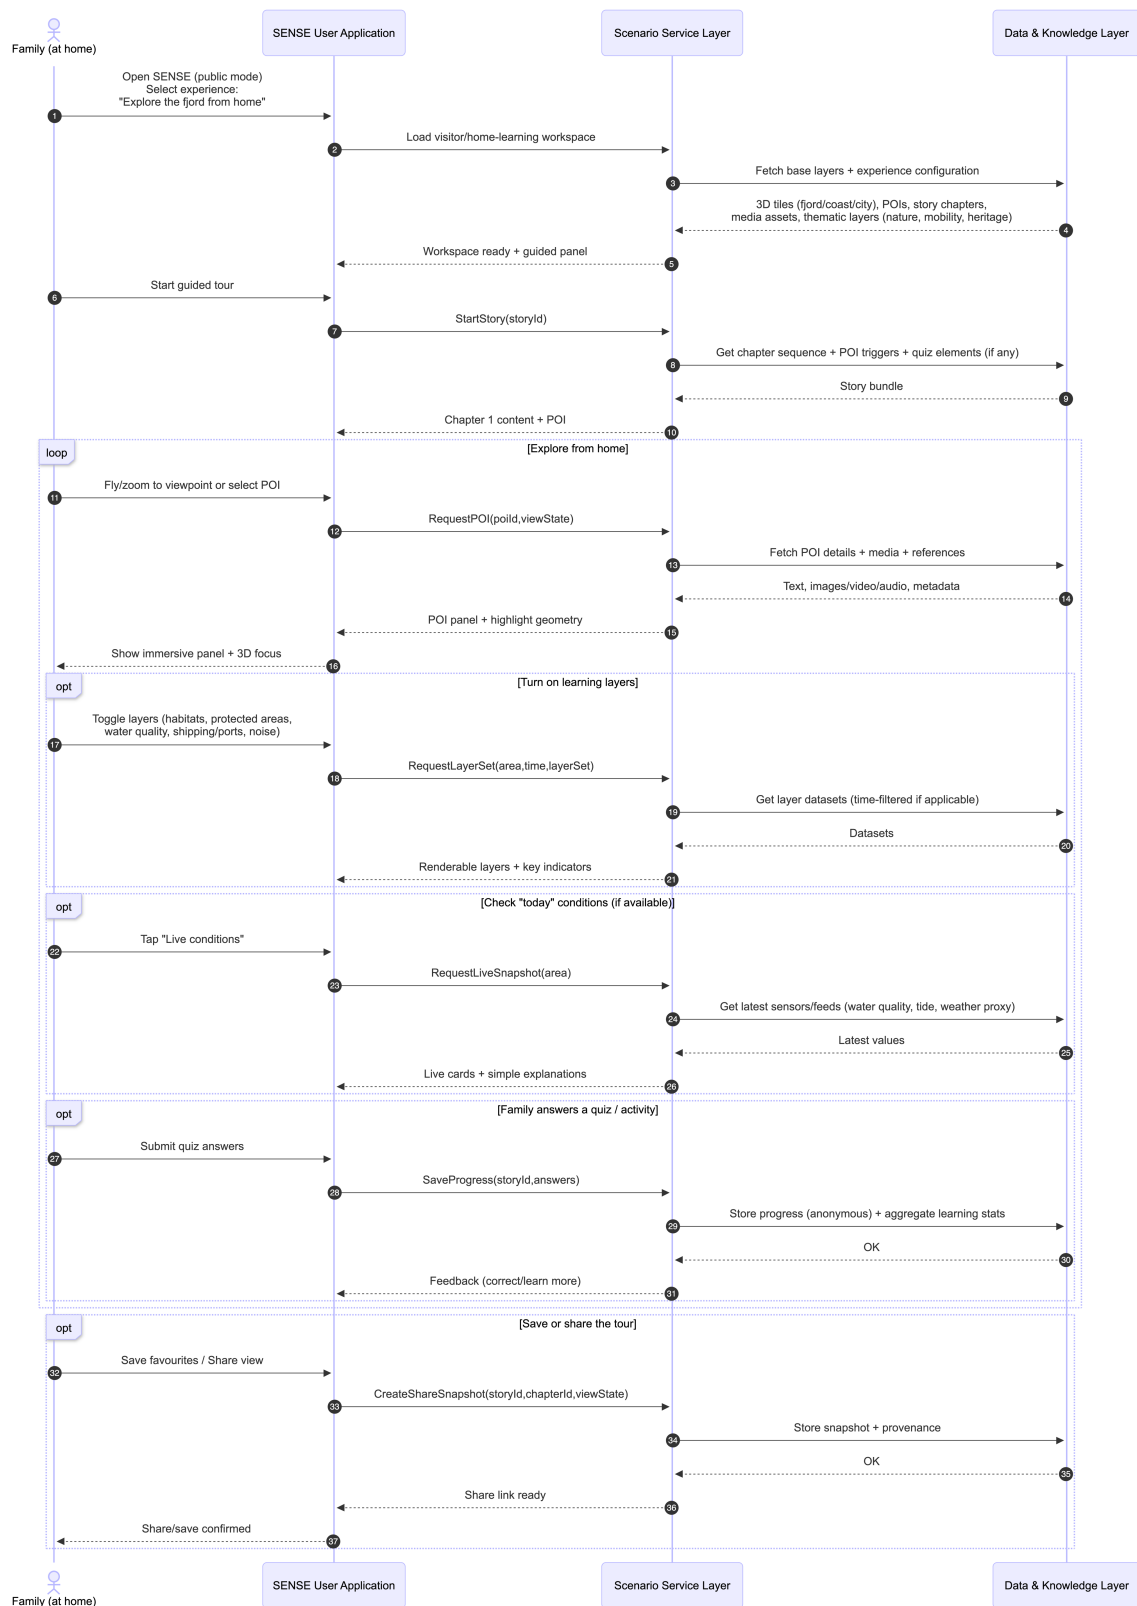 Family (at home)
SENSE User Application
Scenario Service Layer
Data & Knowledge Layer
Open SENSE (public mode)
Select experience:
"Explore the fjord from home"
1
Load visitor/home-learning workspace
2
Fetch base layers + experience configuration
3
3D tiles (fjord/coast/city), POIs, story chapters,
media assets, thematic layers (nature, mobility, heritage)
4
Workspace ready + guided panel
5
Start guided tour
6
StartStory(storyId)
7
Get chapter sequence + POI triggers + quiz elements (if any)
8
Story bundle
9
Chapter 1 content + POI
10
loop
[Explore from home]
Fly/zoom to viewpoint or select POI
11
RequestPOI(poiId,viewState)
12
Fetch POI details + media + references
13
Text, images/video/audio, metadata
14
POI panel + highlight geometry
15
Show immersive panel + 3D focus
16
opt
[Turn on learning layers]
Toggle layers (habitats, protected areas,
water quality, shipping/ports, noise)
17
RequestLayerSet(area,time,layerSet)
18
Get layer datasets (time-filtered if applicable)
19
Datasets
20
Renderable layers + key indicators
21
opt
[Check "today" conditions (if available)]
Tap "Live conditions"
22
RequestLiveSnapshot(area)
23
Get latest sensors/feeds (water quality, tide, weather proxy)
24
Latest values
25
Live cards + simple explanations
26
opt
[Family answers a quiz / activity]
Submit quiz answers
27
SaveProgress(storyId,answers)
28
Store progress (anonymous) + aggregate learning stats
29
OK
30
Feedback (correct/learn more)
31
opt
[Save or share the tour]
Save favourites / Share view
32
CreateShareSnapshot(storyId,chapterId,viewState)
33
Store snapshot + provenance
34
OK
35
Share link ready
36
Share/save confirmed
37
Family (at home)
SENSE User Application
Scenario Service Layer
Data & Knowledge Layer